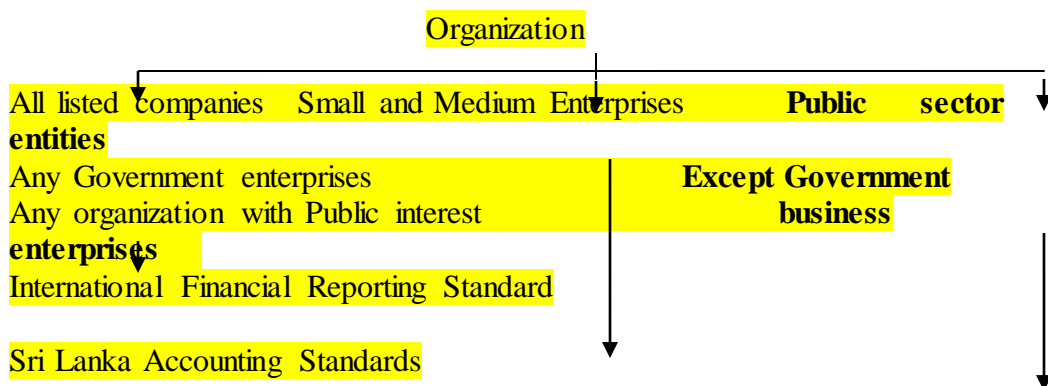 Organization
All listed companies Small and Medium Enterprises Public sector
entities
Any Government enterprises Except Government
Any organization with Public interest business
enterprises
International Financial Reporting Standard
Sri Lanka Accounting Standards